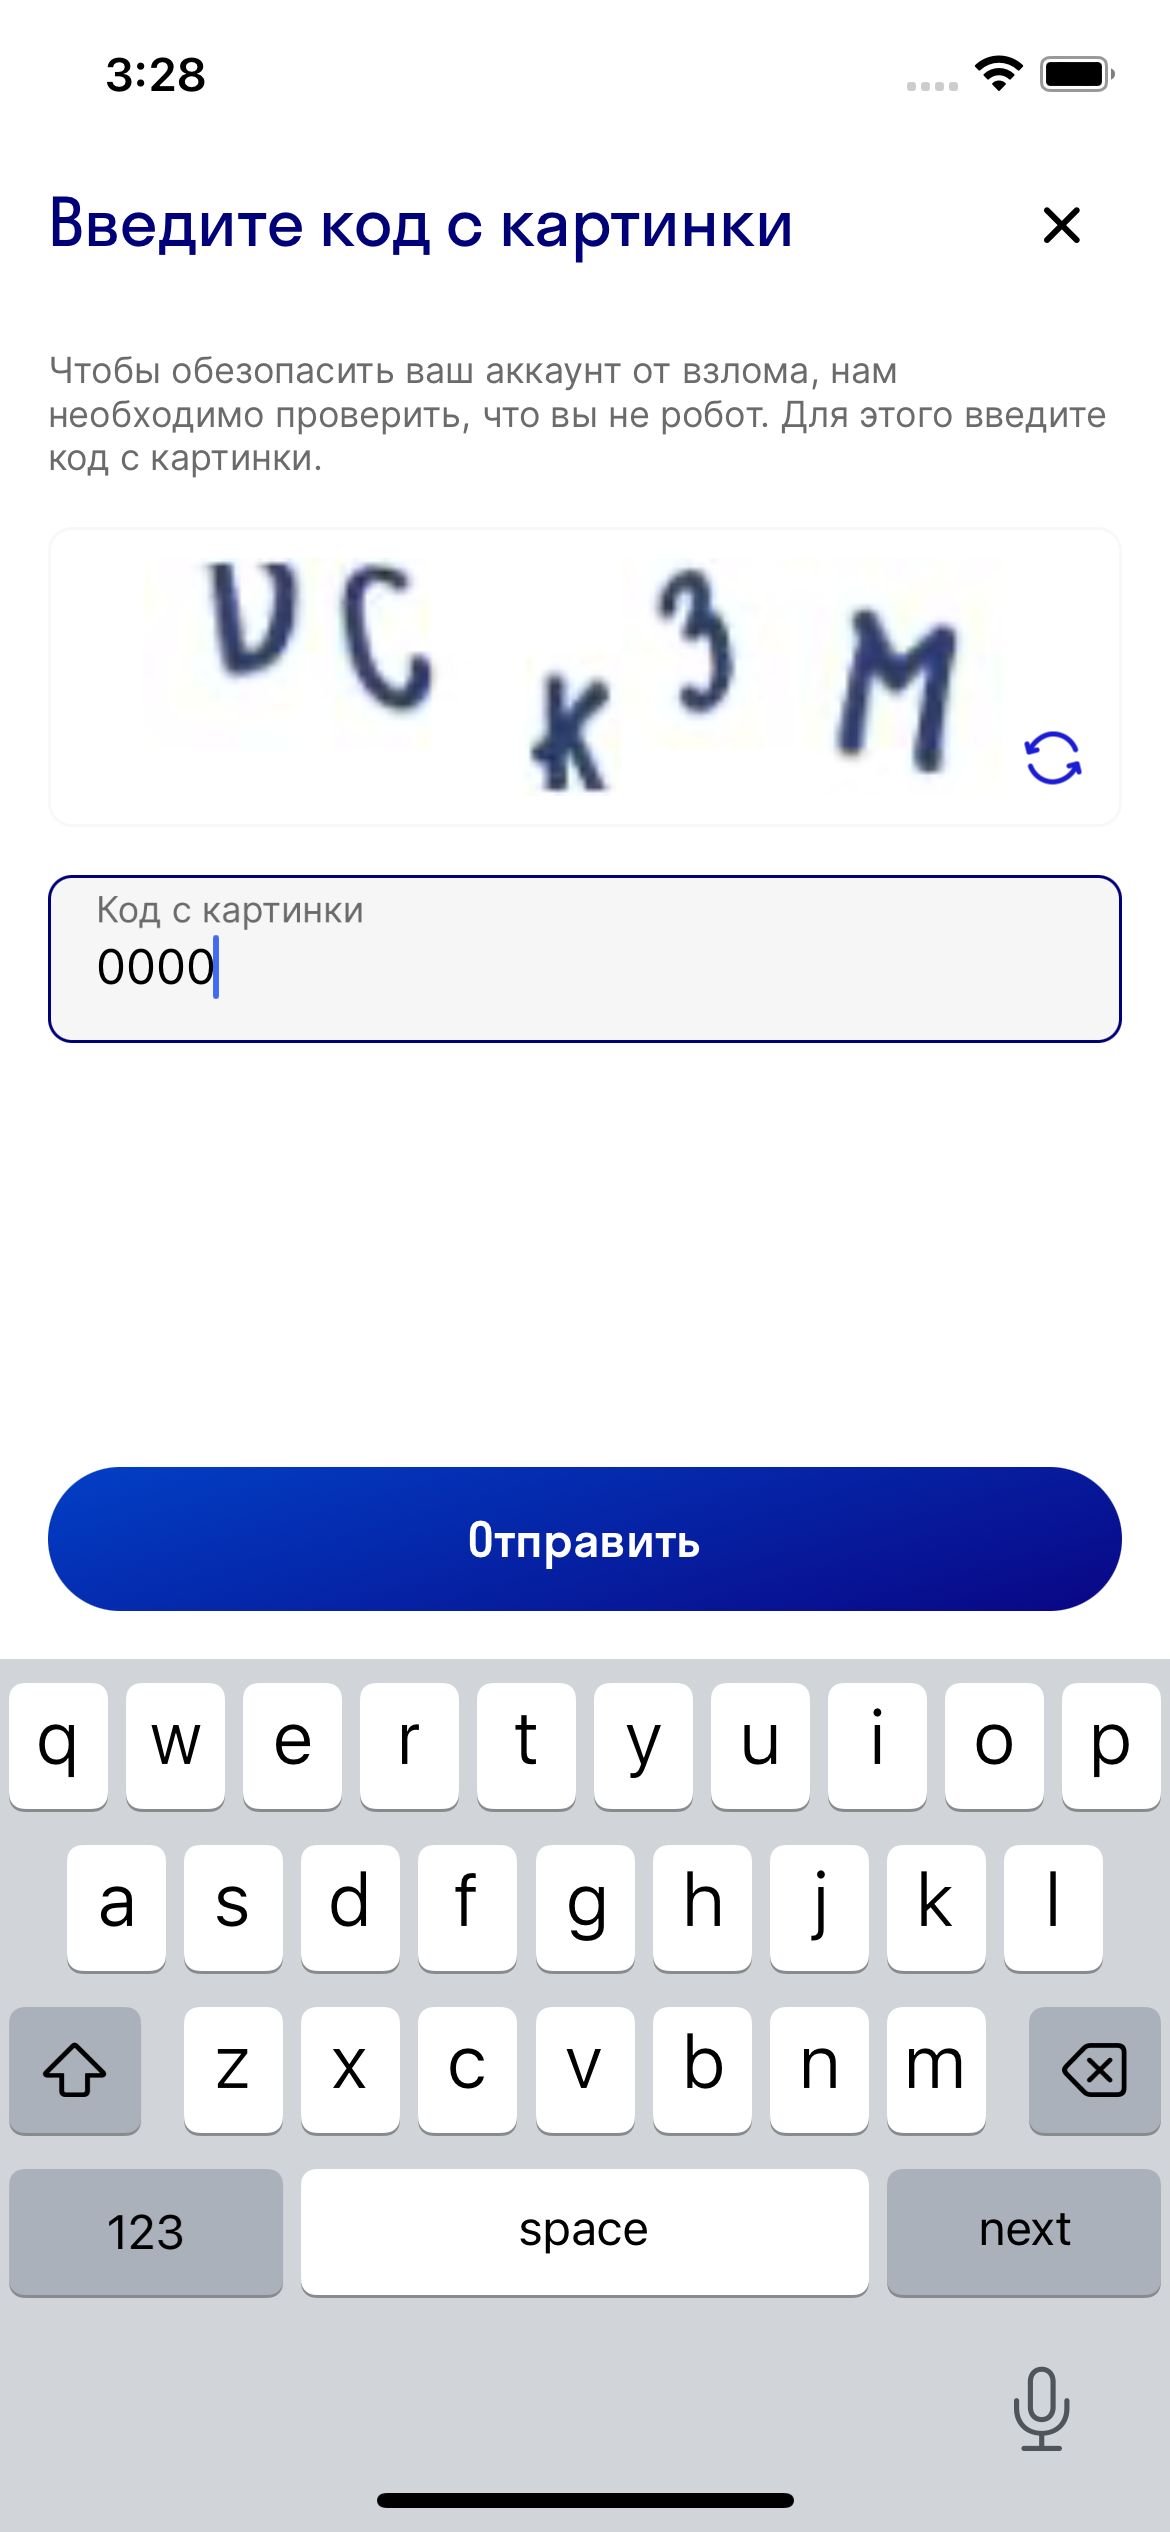 3:28
Введите код с картинки
Чтобы обезопасить ваш аккаунт от взлома, нам
необходимо проверить, что вы не робот. Для этого введите
код с картинки.
Код с картинки
0000
Отправить
q w e r t y u i o p
a s d f g h j k l
z x c v b n m
123 space next